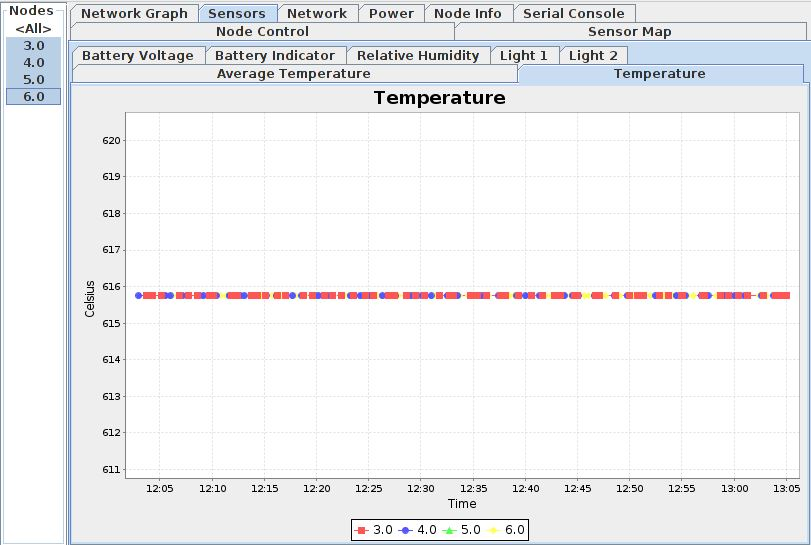 Nodes
<All>
3.0
4.0
5.0
6.0
Network Graph Sensors Network Power Node Info Serial Console
Node Control Sensor Map
Battery Voltage Battery Indicator Relative Humidity Light 1 Light 2
Average Temperature Temperature
Temperature
620
619
618
617
616
615
614
613
612
611
Celsius
12:05 12:10 12:15 12:20 12:25 12:30 12:35 12:40 12:45 12:50 12:55 13:00 13:05
Time
3.0 4.0 5.0 6.0